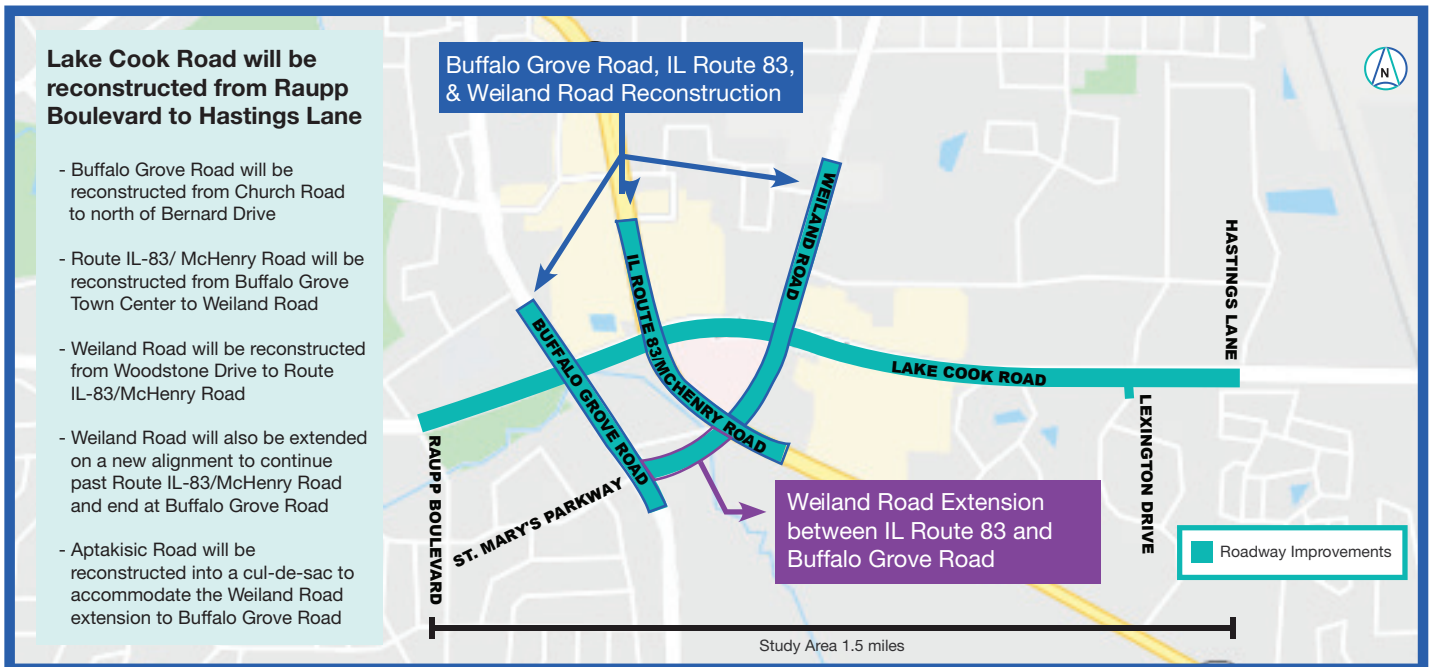 Lake Cook Road will be
reconstructed from Raupp
Boulevard to Hastings Lane
- Buffalo Grove Road will be
reconstructed from Church Road
to north of Bernard Drive
- Route IL-83/ McHenry Road will be
reconstructed from Buffalo Grove
Town Center to Weiland Road
- Weiland Road will be reconstructed
from Woodstone Drive to Route
IL-83/McHenry Road
- Weiland Road will also be extended
on a new alignment to continue
past Route IL-83/McHenry Road
and end at Buffalo Grove Road
- Aptakisic Road will be
reconstructed into a cul-de-sac to
accommodate the Weiland Road
extension to Buffalo Grove Road
Buffalo Grove Road, IL Route 83,
& Weiland Road Reconstruction
N
WEILAND ROAD
IL ROUTE 83/MCHENRY ROAD
BUFFALO GROVE ROAD
LAKE COOK ROAD
HASTINGS LANE
LEXINGTON DRIVE
RAUPP BOULEVARD
ST. MARY'S PARKWAY
Weiland Road Extension
between IL Route 83 and
Buffalo Grove Road
Roadway Improvements
Study Area 1.5 miles